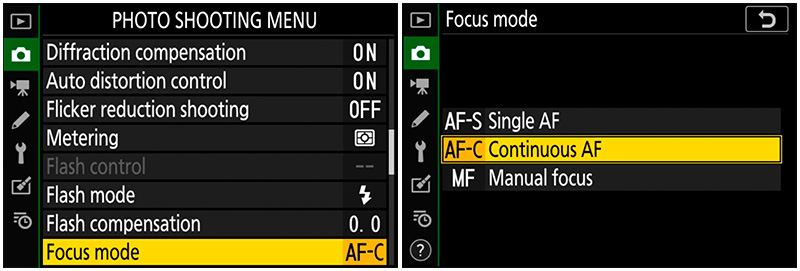 PHOTO SHOOTING MENU
Diffraction compensation ON
Auto distortion control ON
Flicker reduction shooting OFF
Metering
Flash control --
Flash mode
Flash compensation 0. 0
Focus mode AF-C
Focus mode
AF-S Single AF
AF-C Continuous AF
MF Manual focus
?